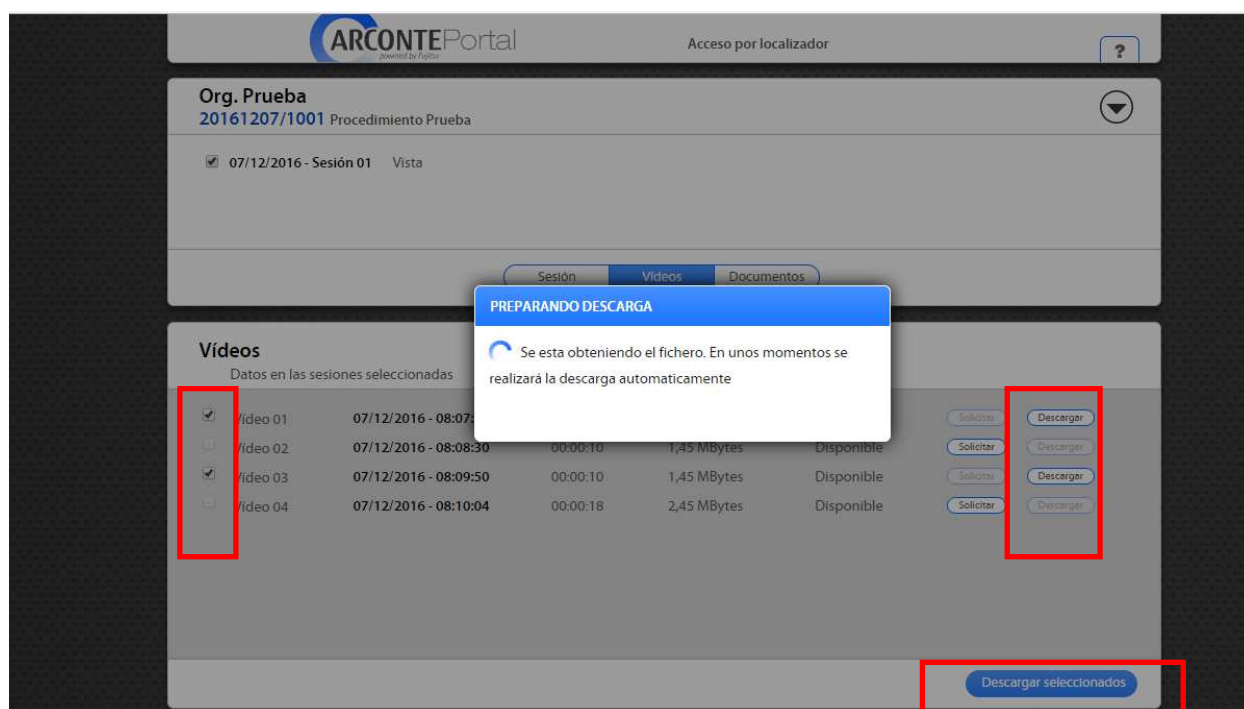 ARCONTEPortal
powered by Fujitsu
Acceso por localizador
?
Org. Prueba
20161207/1001 Procedimiento Prueba
07/12/2016 - Sesión 01 Vista
Sesión Vídeos Documentos
PREPARANDO DESCARGA
Se esta obteniendo el fichero. En unos momentos se
realizará la descarga automaticamente
Vídeos
Datos en las sesiones seleccionadas
Vídeo 01 07/12/2016 - 08:07: Solicitar Descargar
Vídeo 02 07/12/2016 - 08:08:30 00:00:10 1,45 MBytes Disponible Solicitar Descargar
Vídeo 03 07/12/2016 - 08:09:50 00:00:10 1,45 MBytes Disponible Solicitar Descargar
Vídeo 04 07/12/2016 - 08:10:04 00:00:18 2,45 MBytes Disponible Solicitar Descargar
Descargar seleccionados